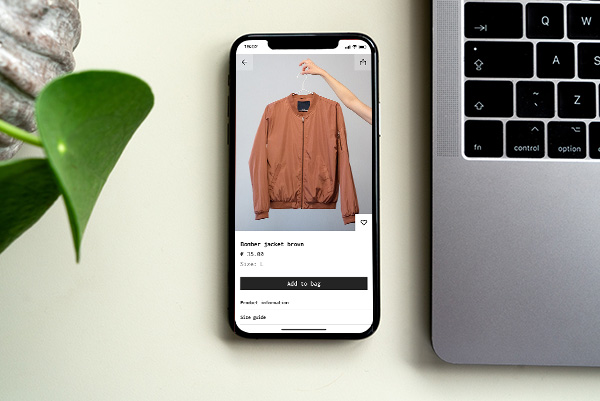 Bomber jacket brown
€ 35.00
Size: L
Add to bag
Product information
Size guide
Q
W
A
S
~
Z
fn
control
option